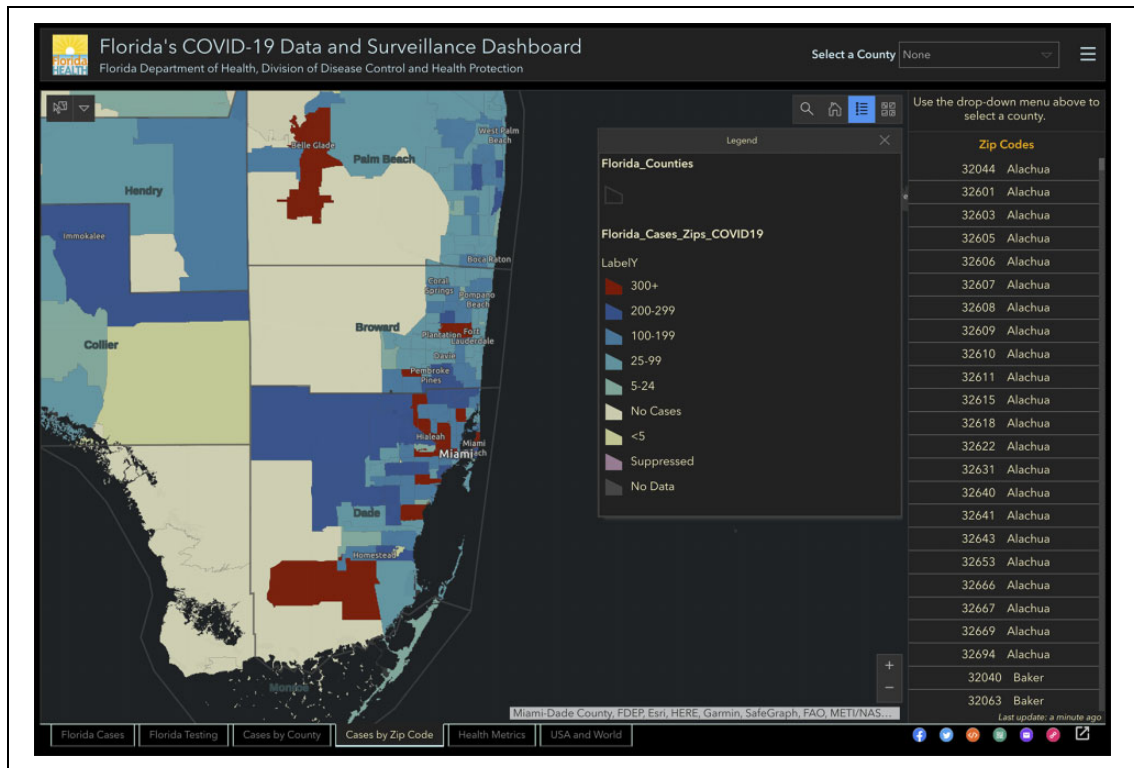 Florida's COVID-19 Data and Surveillance Dashboard
Florida Department of Health, Division of Disease Control and Health Protection
Florida
HEALTH
Select a County None
Use the drop-down menu above to
select a county.
Zip Codes
32044 Alachua
32601 Alachua
32603 Alachua
32605 Alachua
32606 Alachua
32607 Alachua
32608 Alachua
32609 Alachua
32610 Alachua
32611 Alachua
32615 Alachua
32618 Alachua
32622 Alachua
32631 Alachua
32640 Alachua
32641 Alachua
32643 Alachua
32653 Alachua
32666 Alachua
32667 Alachua
32669 Alachua
32694 Alachua
32040 Baker
32063 Baker
Last update: a minute ago
Legend
Florida_Counties
Florida_Cases_Zips_COVID19
LabelY
300+
200-299
100-199
25-99
5-24
No Cases
<5
Suppressed
No Data
West Palm
Beach
Belle Glade
Palm Beach
Hendry
Immokalee
Boca Raton
Coral
Springs
Pompano
Beach
Broward
Plantation
Fort
Lauderdale
Collier
Davie
Pembroke
Pines
Hialeah
Miami
Miami
ach
Dade
Homestead
Monroe
+
−
Miami-Dade County, FDEP, Esri, HERE, Garmin, SafeGraph, FAO, METI/NAS...
Florida Cases
Florida Testing
Cases by County
Cases by Zip Code
Health Metrics
USA and World